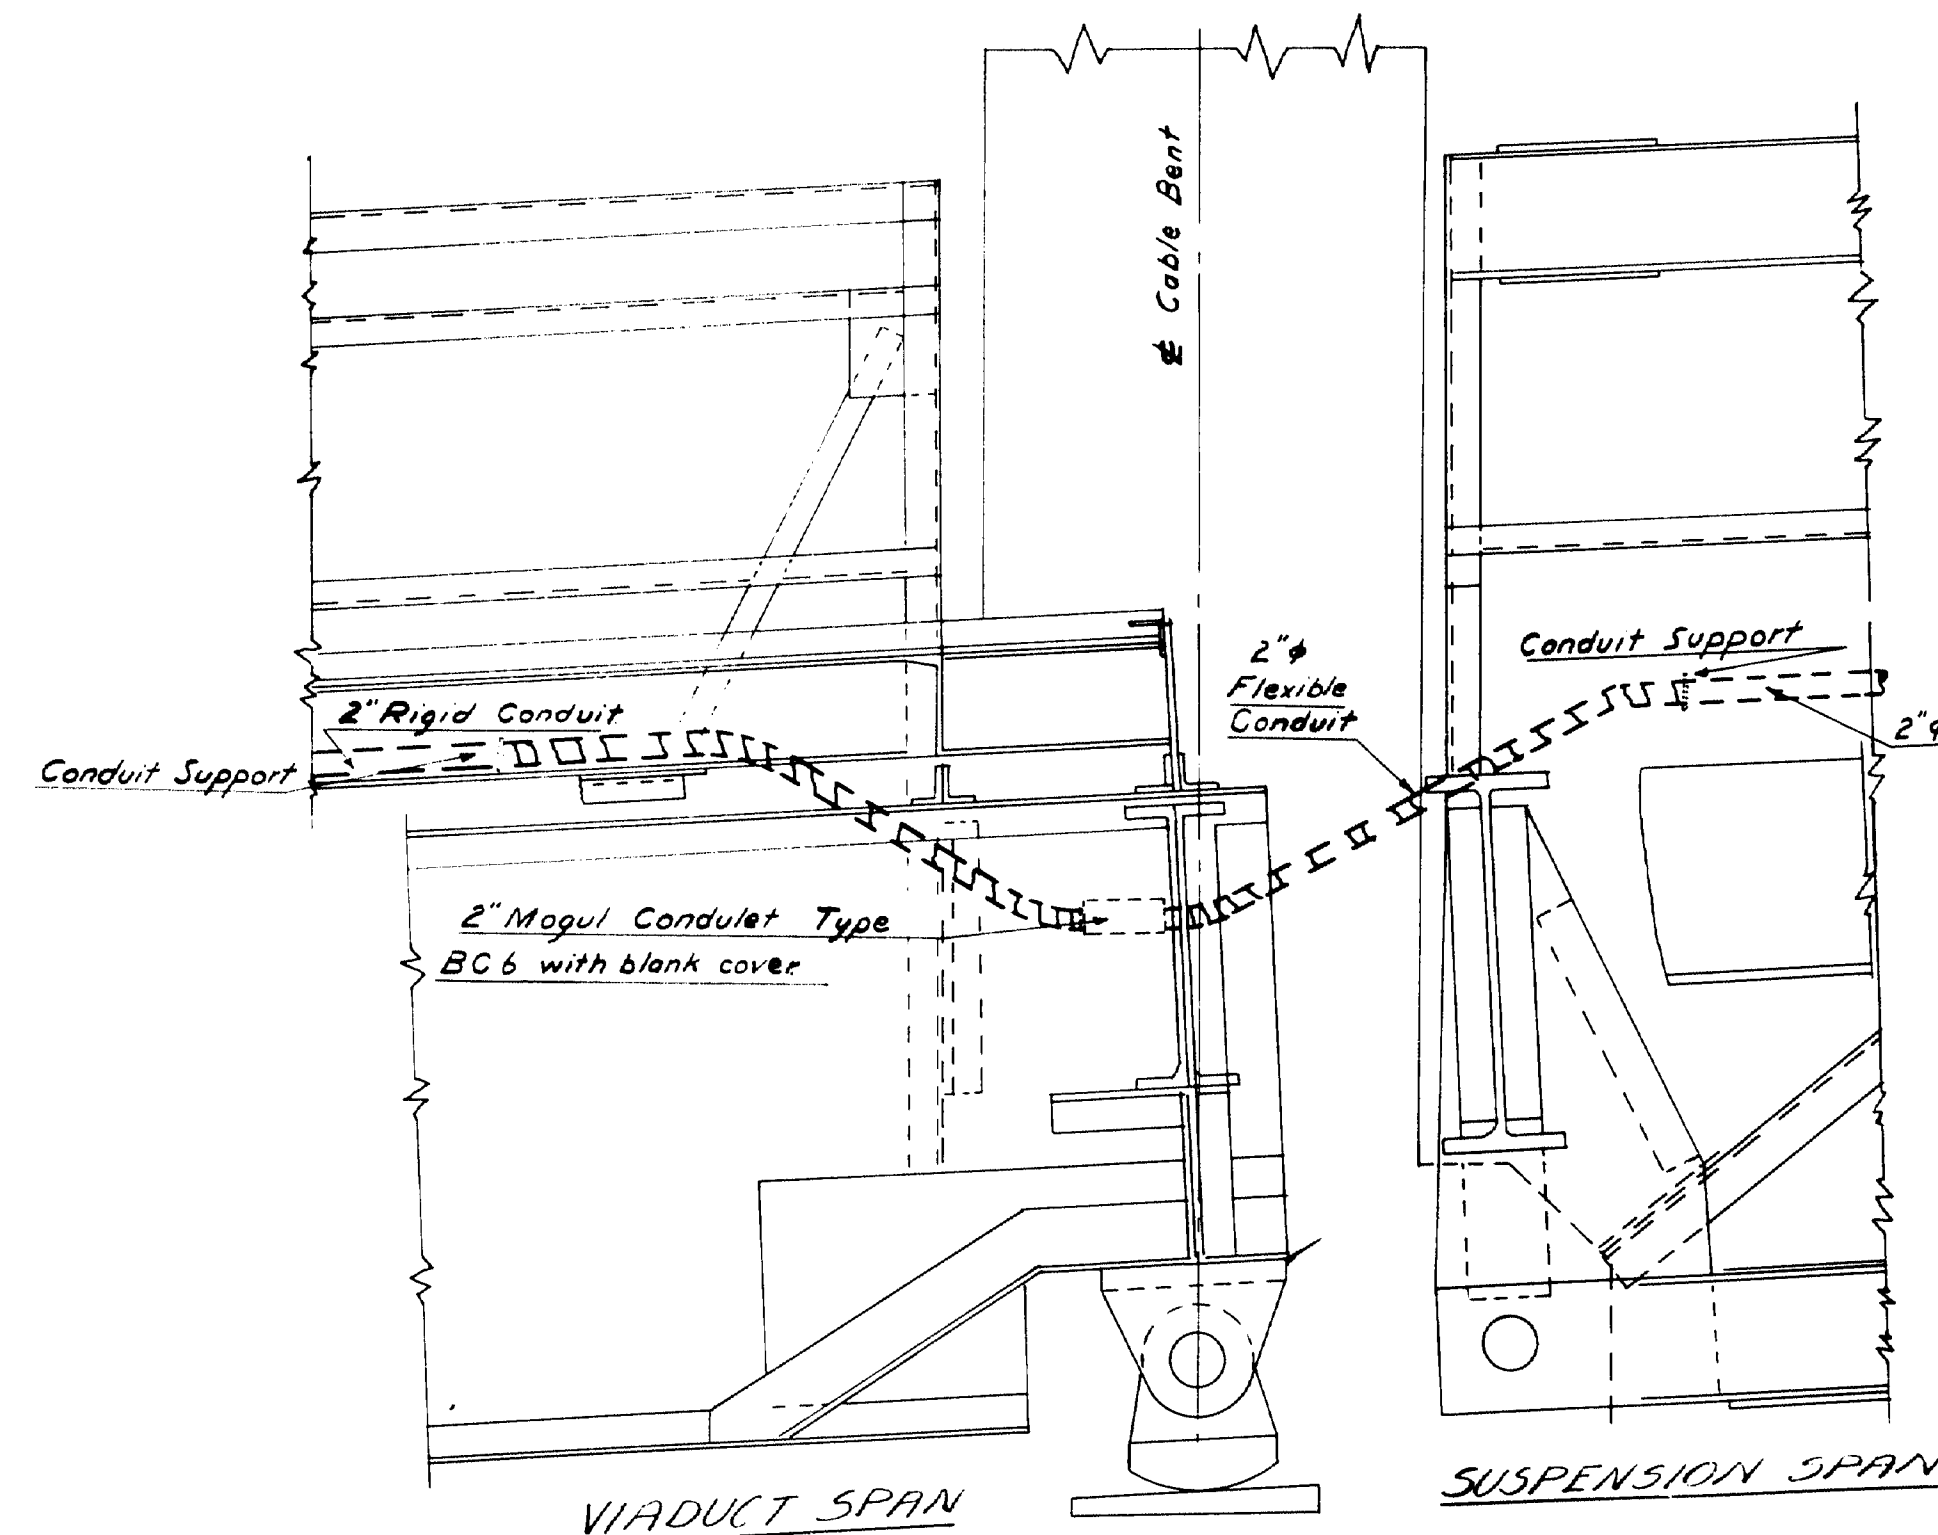 ℄ Cable Bent
2"ϕ
Flexible
Conduit
Conduit Support
2"ϕ
2" Rigid Conduit
Conduit Support
2" Mogul Condulet Type
BC 6 with blank cover
VIADUCT SPAN
SUSPENSION SPAN